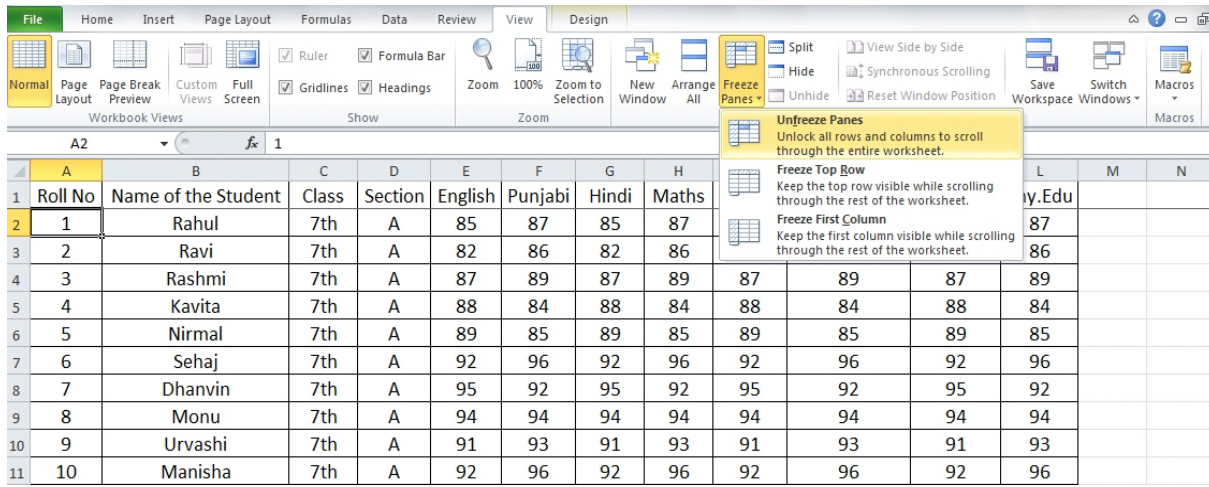 File Home Insert Page Layout Formulas Data Review View Design
Normal Page Layout Page Break Preview Custom Views Full Screen
Ruler Formula Bar
Gridlines Headings
Zoom 100% Zoom to Selection
New Window Arrange All Freeze Panes
Split
Hide
Unhide
View Side by Side
Synchronous Scrolling
Reset Window Position
Save Workspace Switch Windows Macros
Workbook Views Show Zoom Macros
Unfreeze Panes
Unlock all rows and columns to scroll
through the entire worksheet.
Freeze Top Row
Keep the top row visible while scrolling
through the rest of the worksheet.
Freeze First Column
Keep the first column visible while scrolling
through the rest of the worksheet.
A2 fx 1
A B C D E F G H L M N
1 Roll No Name of the Student Class Section English Punjabi Hindi Maths y.Edu
2 1 Rahul 7th A 85 87 85 87 87
3 2 Ravi 7th A 82 86 82 86 86
4 3 Rashmi 7th A 87 89 87 89 87 89 87 89
5 4 Kavita 7th A 88 84 88 84 88 84 88 84
6 5 Nirmal 7th A 89 85 89 85 89 85 89 85
7 6 Sehaj 7th A 92 96 92 96 92 96 92 96
8 7 Dhanvin 7th A 95 92 95 92 95 92 95 92
9 8 Monu 7th A 94 94 94 94 94 94 94 94
10 9 Urvashi 7th A 91 93 91 93 91 93 91 93
11 10 Manisha 7th A 92 96 92 96 92 96 92 96